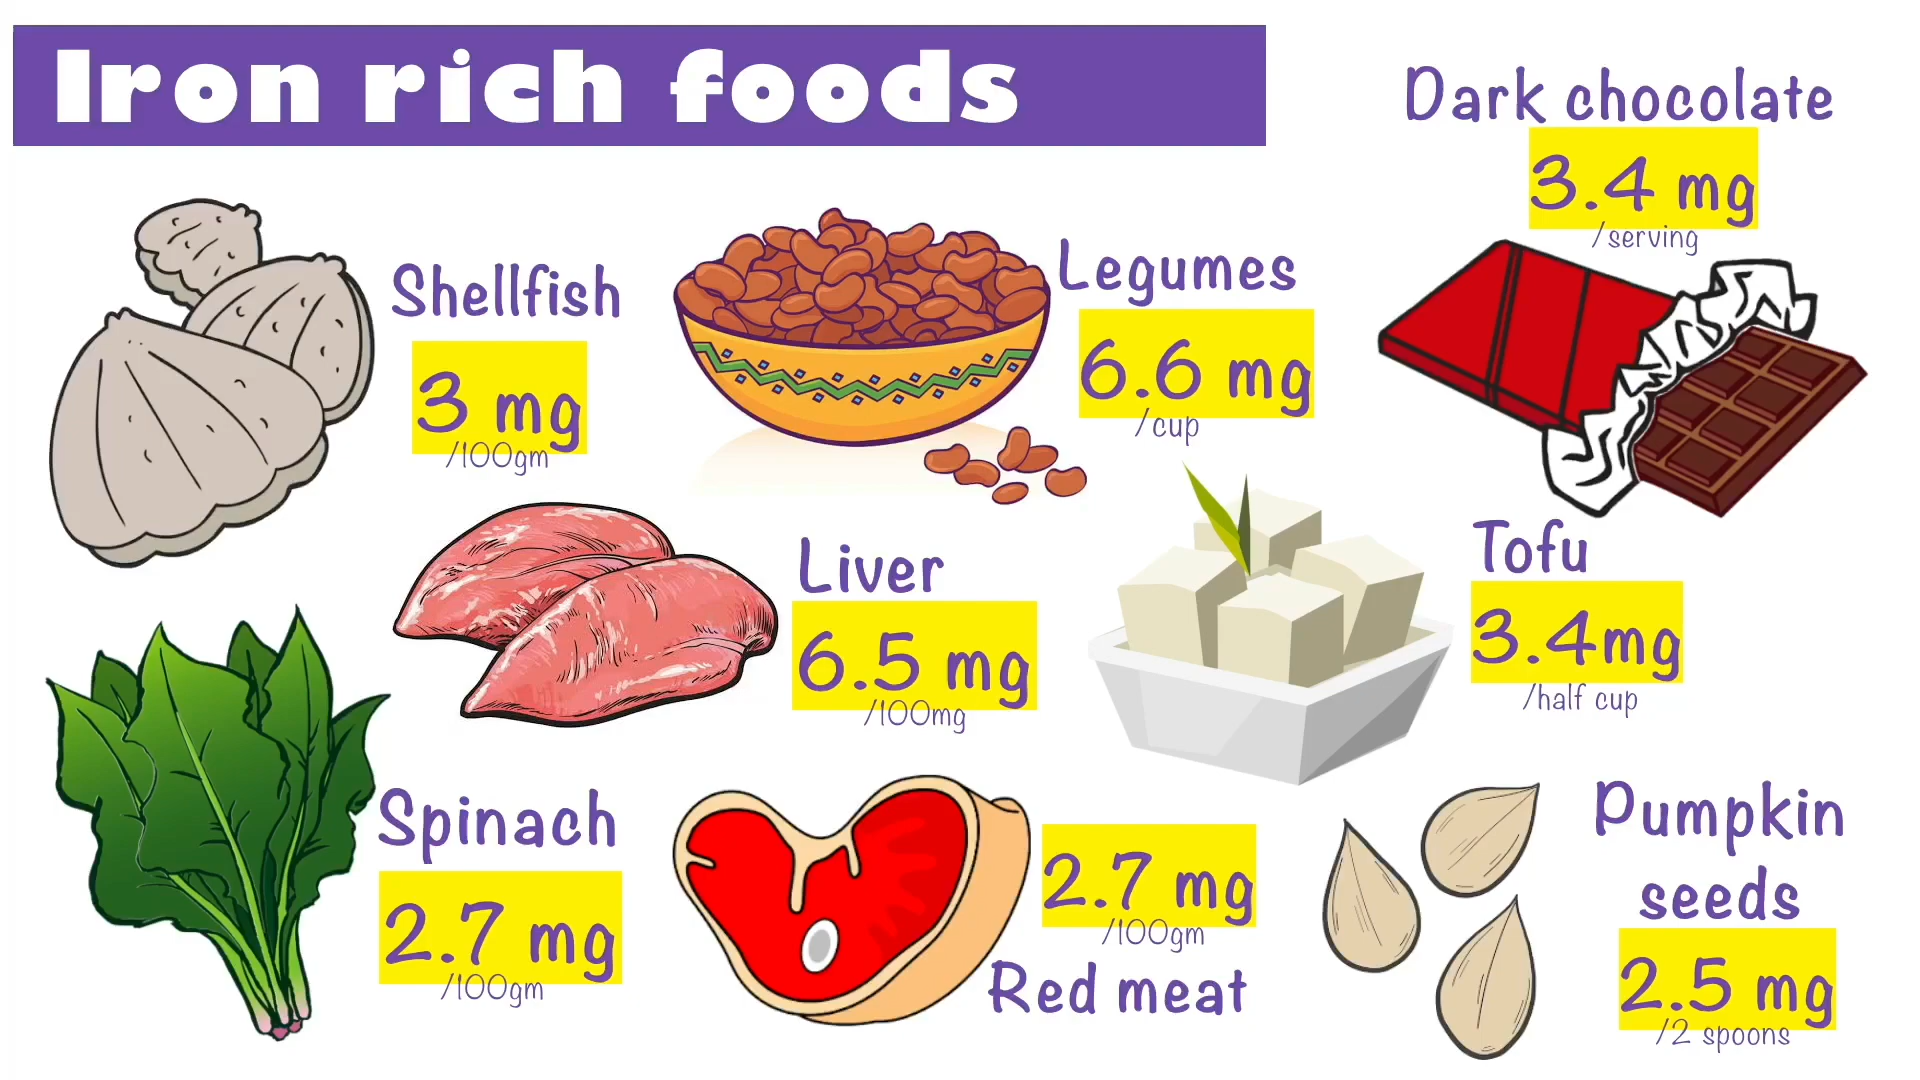 Iron rich foods
Dark chocolate
3.4 mg
/serving
Shellfish
3 mg
/100gm
Legumes
6.6 mg
/cup
Liver
6.5 mg
/100mg
Tofu
3.4mg
/half cup
Spinach
2.7 mg
/100gm
2.7 mg
/100gm
Red meat
Pumpkin
seeds
2.5 mg
/2 spoons